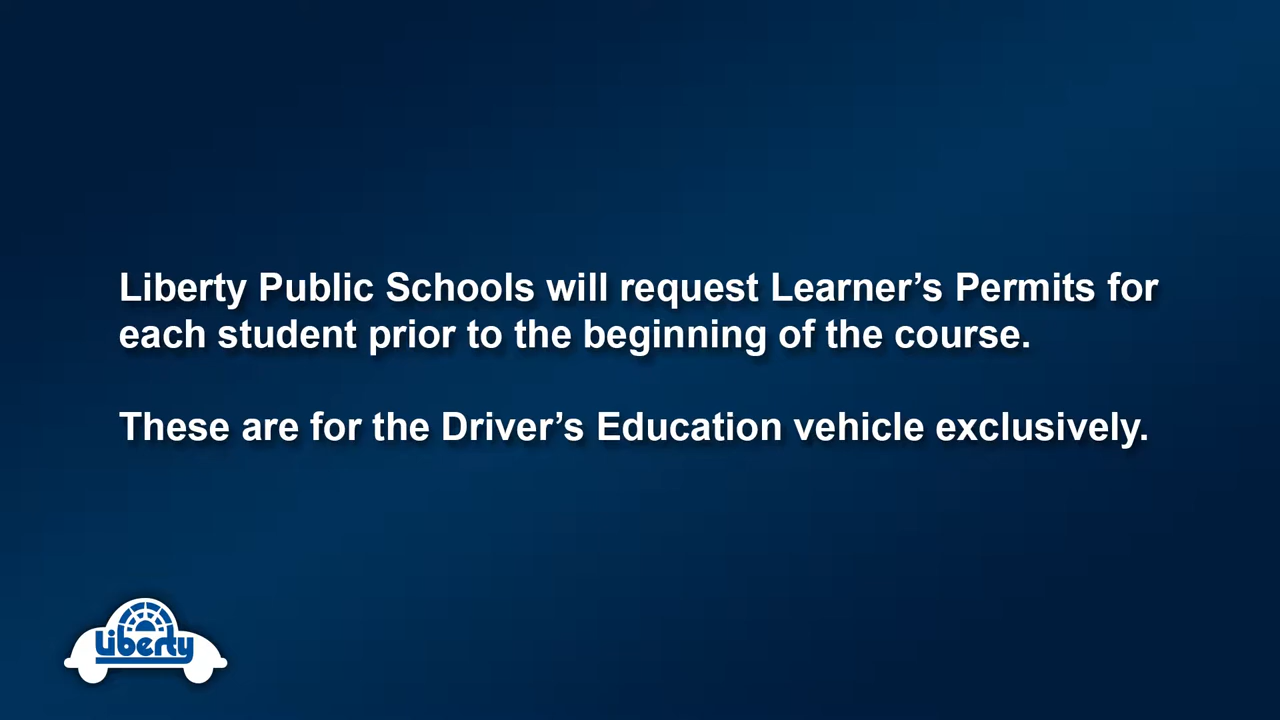 Liberty Public Schools will request Learner’s Permits for
each student prior to the beginning of the course.
These are for the Driver’s Education vehicle exclusively.
Liberty